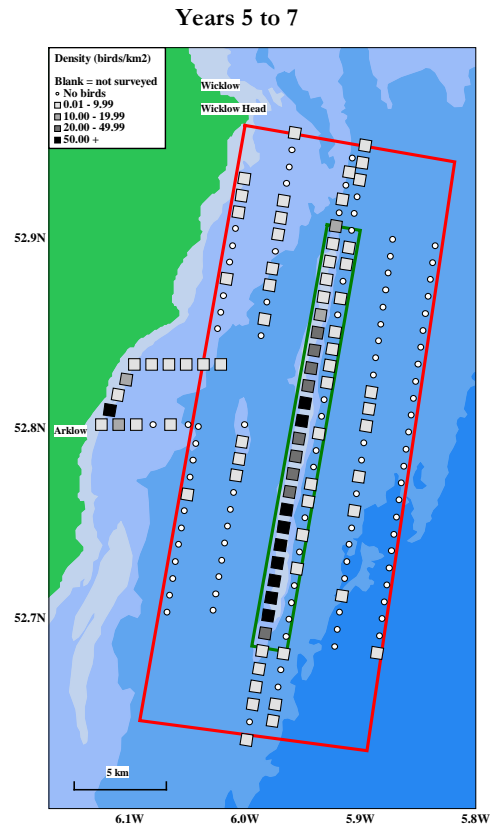 Years 5 to 7
Density (birds/km2)
Blank = not surveyed
No birds
0.01 - 9.99
10.00 - 19.99
20.00 - 49.99
50.00 +
Wicklow
Wicklow Head
52.9N
52.8N
Arklow
52.7N
5 km
6.1W
6.0W
5.9W
5.8W